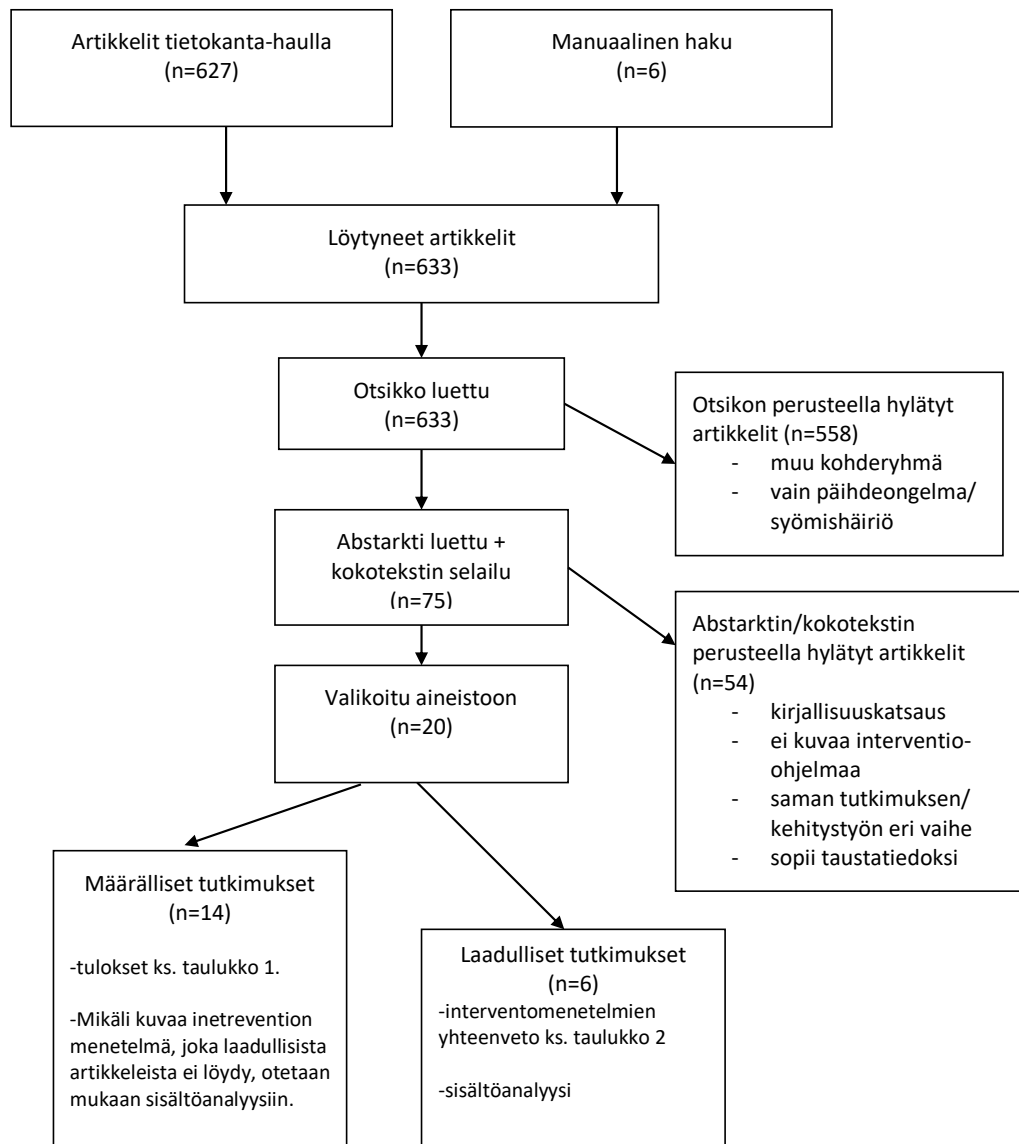 Artikkelit tietokanta-haulla
(n=627)
Manuaalinen haku
(n=6)
Löytyneet artikkelit
(n=633)
Otsikko luettu
(n=633)
Otsikon perusteella hylätyt
artikkelit (n=558)
- muu kohderyhmä
- vain päihdeongelma/
syömishäiriö
Abstarkti luettu +
kokotekstin selailu
(n=75)
Abstarktin/kokotekstin
perusteella hylätyt artikkelit
(n=54)
- kirjallisuuskatsaus
- ei kuvaa interventio-
ohjelmaa
- saman tutkimuksen/
kehitystyön eri vaihe
- sopii taustatiedoksi
Valikoitu aineistoon
(n=20)
Määrälliset tutkimukset
(n=14)
-tulokset ks. taulukko 1.
-Mikäli kuvaa inetrevention
menetelmä, joka laadullisista
artikkeleista ei löydy, otetaan
mukaan sisältöanalyysiin.
Laadulliset tutkimukset
(n=6)
-interventomenetelmien
yhteenveto ks. taulukko 2
-sisältöanalyysi